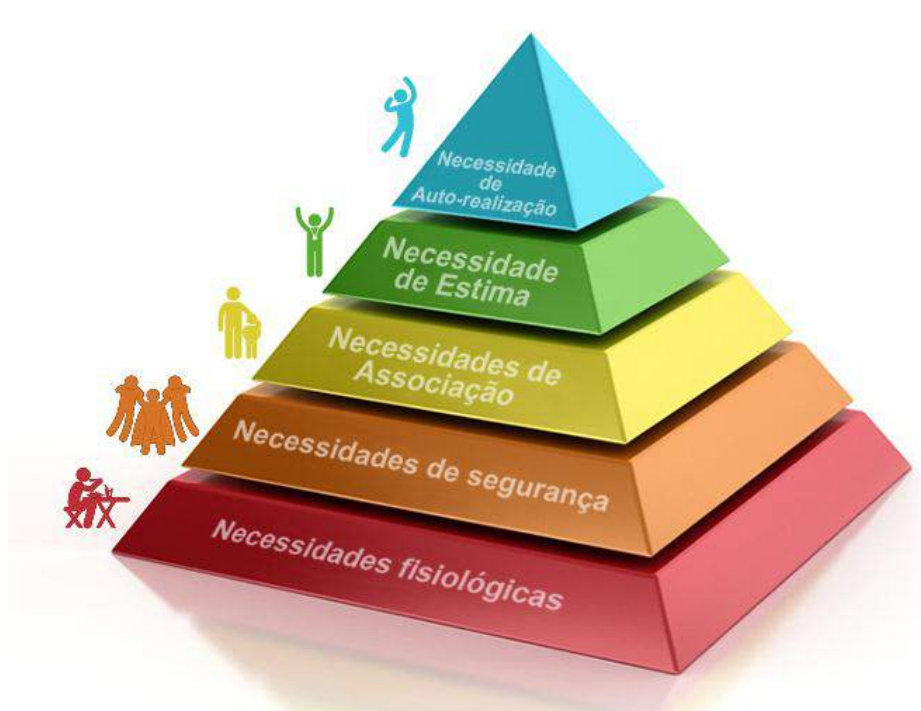 Necessidade
de
Auto-realização
Necessidade
de Estima
Necessidades de
Associação
Necessidades de segurança
Necessidades fisiológicas